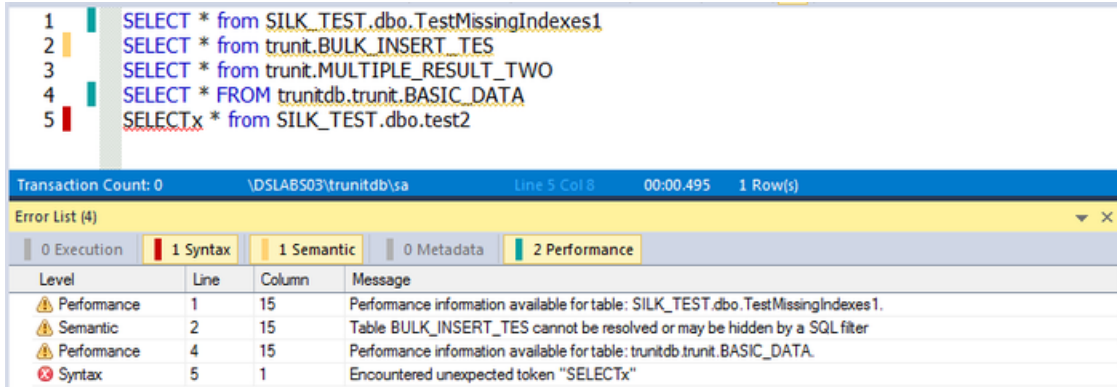 1 SELECT * from SILK_TEST.dbo.TestMissingIndexes1
2 SELECT * from trunit.BULK_INSERT_TES
3 SELECT * from trunit.MULTIPLE_RESULT_TWO
4 SELECT * FROM trunitdb.trunit.BASIC_DATA
5 SELECTx * from SILK_TEST.dbo.test2
Transaction Count: 0 \DSLABS03\trunitdb\sa Line 5 Col 8 00:00.495 1 Row(s)
Error List (4)
0 Execution 1 Syntax 1 Semantic 0 Metadata 2 Performance
Level Line Column Message
Performance 1 15 Performance information available for table: SILK_TEST.dbo.TestMissingIndexes1.
Semantic 2 15 Table BULK_INSERT_TES cannot be resolved or may be hidden by a SQL filter
Performance 4 15 Performance information available for table: trunitdb.trunit.BASIC_DATA.
Syntax 5 1 Encountered unexpected token "SELECTx"